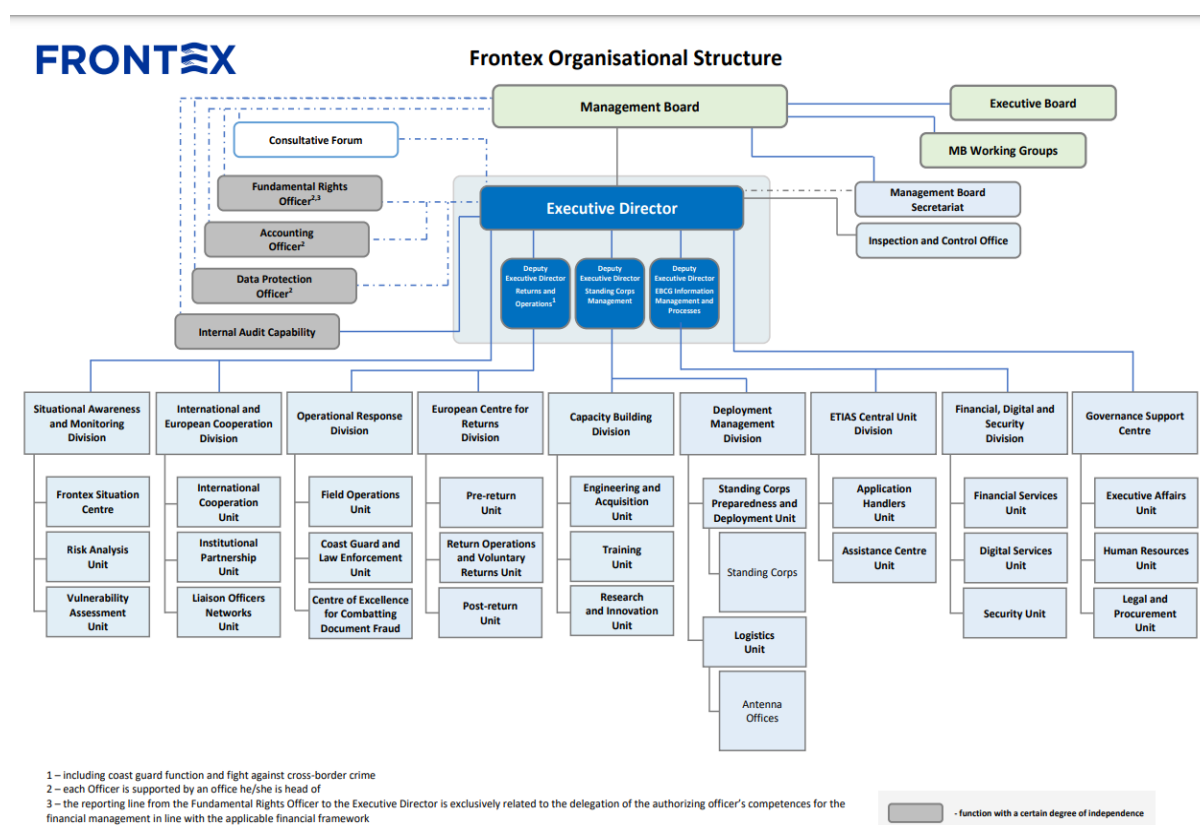 FRONTEX
Frontex Organisational Structure
Management Board
Executive Board
MB Working Groups
Consultative Forum
Fundamental Rights
Officer2,3
Executive Director
Management Board
Secretariat
Accounting
Officer2
Inspection and Control Office
Data Protection
Officer2
Internal Audit Capability
Deputy
Executive Director
Returns and
Operations1
Deputy
Executive Director
Standing Corps
Management
Deputy
Executive Director
EBCG Information
Management and
Processes
Situational Awareness
and Monitoring
Division
International and
European Cooperation
Division
Operational Response
Division
European Centre for
Returns
Division
Capacity Building
Division
Deployment
Management
Division
ETIAS Central Unit
Division
Financial, Digital and
Security
Division
Governance Support
Centre
Frontex Situation
Centre
Risk Analysis
Unit
Vulnerability
Assessment
Unit
International
Cooperation
Unit
Institutional
Partnership
Unit
Liaison Officers
Networks
Unit
Field Operations
Unit
Coast Guard and
Law Enforcement
Unit
Centre of Excellence
for Combatting
Document Fraud
Pre-return
Unit
Return Operations
and Voluntary
Returns Unit
Post-return
Unit
Engineering and
Acquisition
Unit
Training
Unit
Research
and Innovation
Unit
Standing Corps
Preparedness and
Deployment Unit
Standing Corps
Logistics
Unit
Antenna
Offices
Application
Handlers
Unit
Assistance Centre
Unit
Financial Services
Unit
Digital Services
Unit
Security Unit
Executive Affairs
Unit
Human Resources
Unit
Legal and
Procurement
Unit
1 – including coast guard function and fight against cross-border crime
2 – each Officer is supported by an office he/she is head of
3 – the reporting line from the Fundamental Rights Officer to the Executive Director is exclusively related to the delegation of the authorizing officer's competences for the
financial management in line with the applicable financial framework
- function with a certain degree of independence